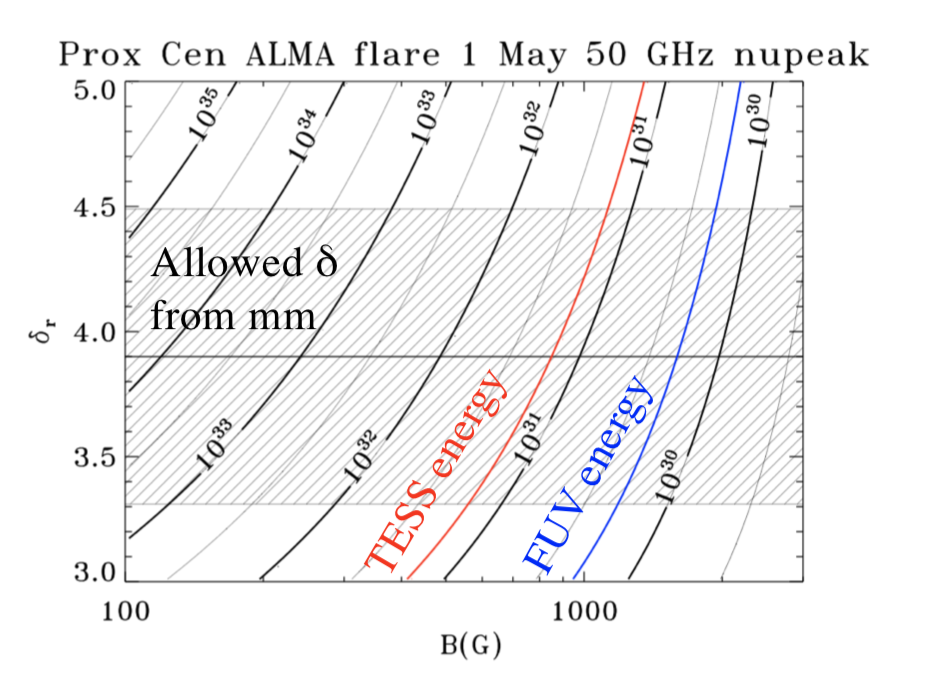 Prox Cen ALMA flare 1 May 50 GHz nupeak
5.0
4.5
4.0
3.5
3.0
δr
10^35
10^34
10^33
10^32
10^31
10^30
Allowed δ
from mm
10^33
10^32
10^31
10^30
TESS energy
FUV energy
100
1000
B(G)